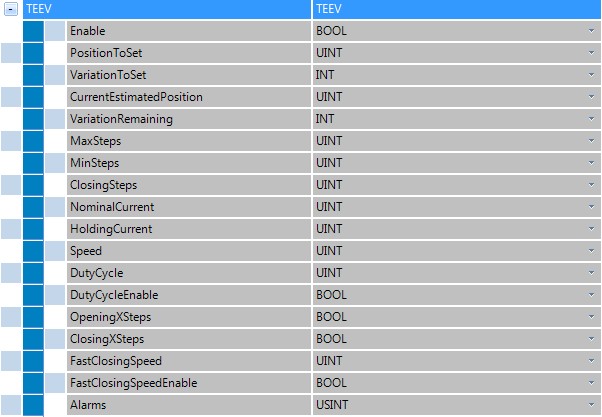 TEEV TEEV
Enable BOOL
PositionToSet UINT
VariationToSet INT
CurrentEstimatedPosition UINT
VariationRemaining INT
MaxSteps UINT
MinSteps UINT
ClosingSteps UINT
NominalCurrent UINT
HoldingCurrent UINT
Speed UINT
DutyCycle UINT
DutyCycleEnable BOOL
OpeningXSteps BOOL
ClosingXSteps BOOL
FastClosingSpeed UINT
FastClosingSpeedEnable BOOL
Alarms USINT